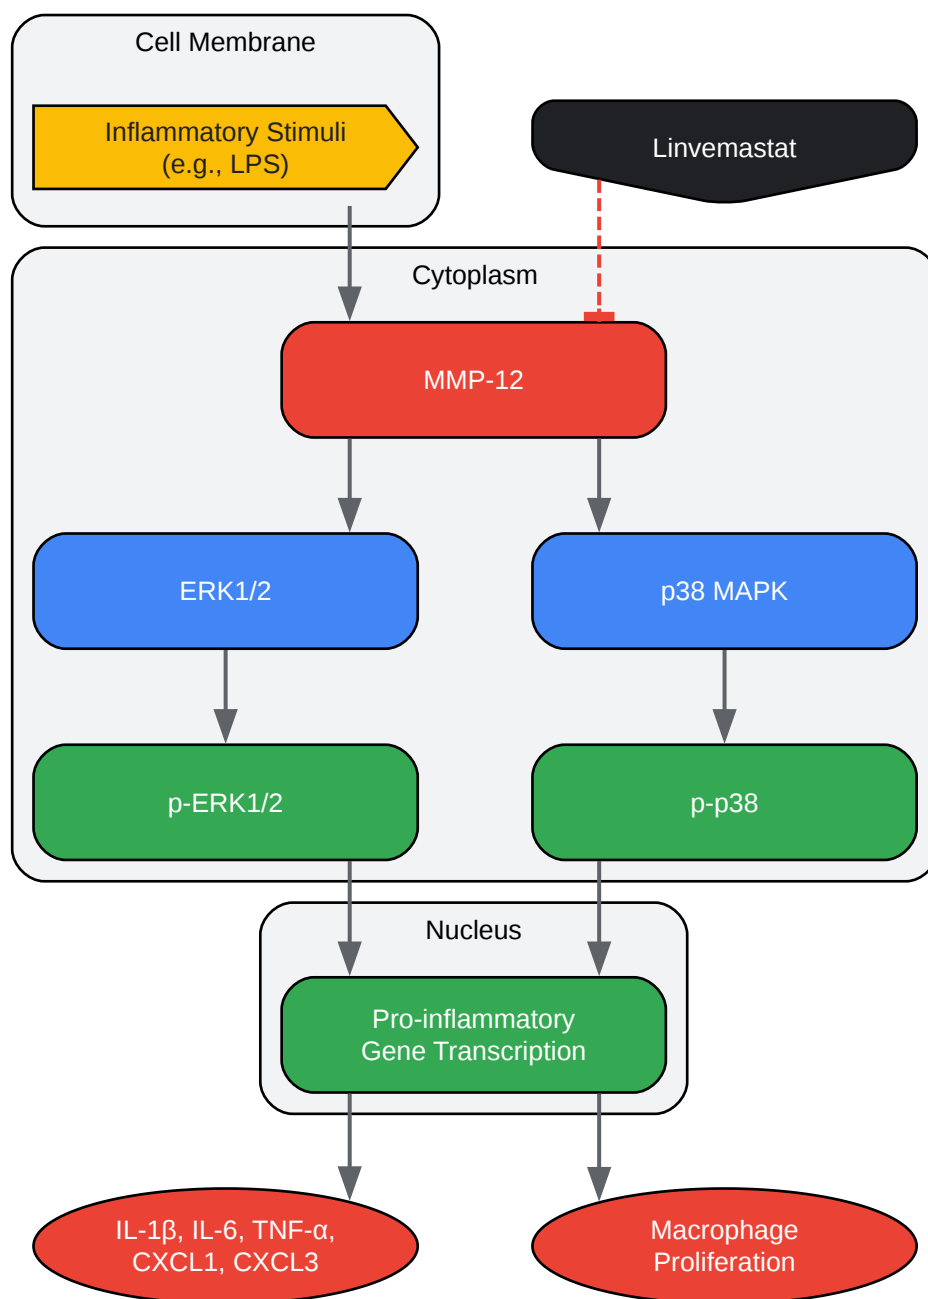 Cell Membrane
Inflammatory Stimuli
(e.g., LPS)
Linvemastat
Cytoplasm
MMP-12
ERK1/2
p38 MAPK
p-ERK1/2
p-p38
Nucleus
Pro-inflammatory
Gene Transcription
IL-1β, IL-6, TNF-α,
CXCL1, CXCL3
Macrophage
Proliferation